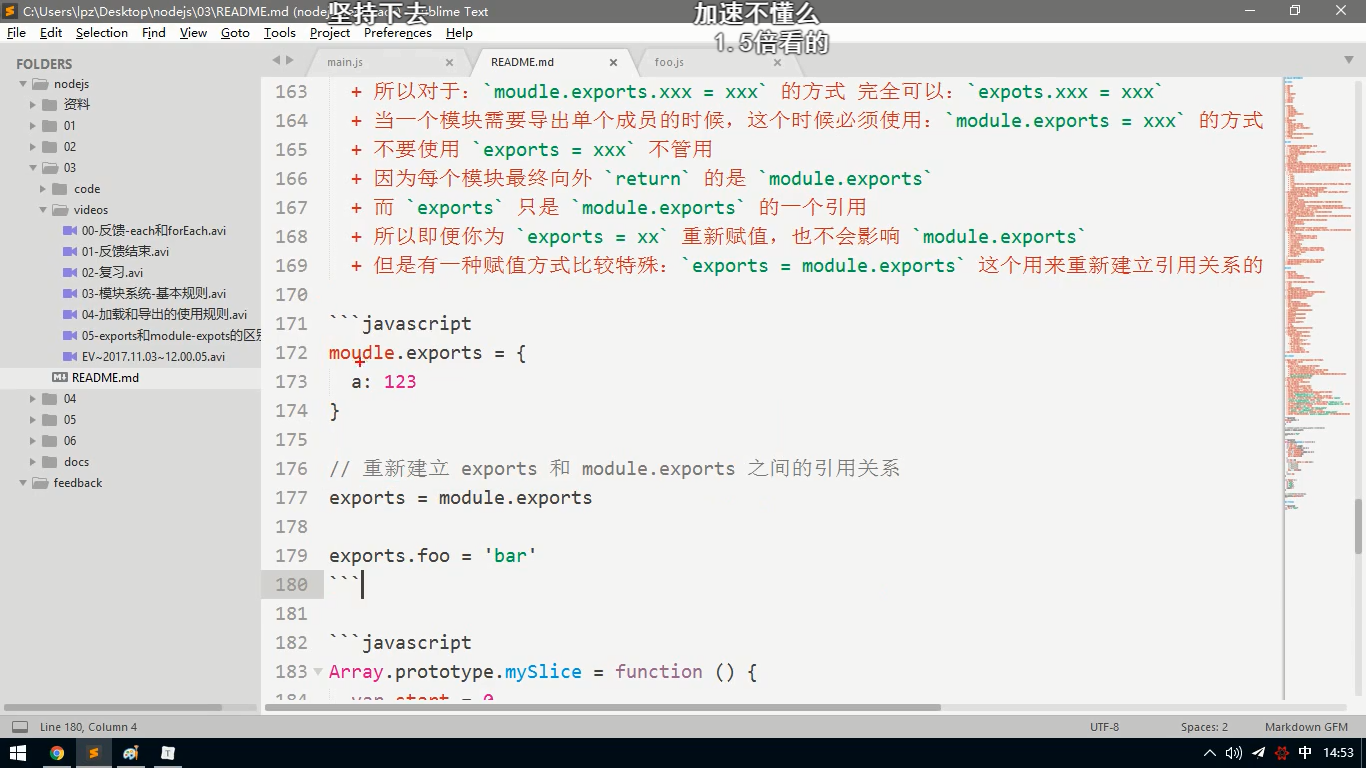 C:\Users\lpz\Desktop\nodejs\03\README.md (nodej
blime Text
坚持下去
加速不懂么
1.5倍看的
File Edit Selection Find View Goto Tools Project Preferences Help
FOLDERS
nodejs
资料
01
02
03
code
videos
00-反馈-each和forEach.avi
01-反馈结束.avi
02-复习.avi
03-模块系统-基本规则.avi
04-加载和导出的使用规则.avi
05-exports和module-expots的区别
EV~2017.11.03~12.00.05.avi
README.md
04
05
06
docs
feedback
main.js × README.md × foo.js ×
163 + 所以对于：`moudle.exports.xxx = xxx` 的方式 完全可以：`expots.xxx = xxx`
164 + 当一个模块需要导出单个成员的时候，这个时候必须使用：`module.exports = xxx` 的方式
165 + 不要使用 `exports = xxx` 不管用
166 + 因为每个模块最终向外 `return` 的是 `module.exports`
167 + 而 `exports` 只是 `module.exports` 的一个引用
168 + 所以即便你为 `exports = xx` 重新赋值，也不会影响 `module.exports`
169 + 但是有一种赋值方式比较特殊：`exports = module.exports` 这个用来重新建立引用关系的
170
171 ```javascript
172 moudle.exports = {
173 a: 123
174 }
175
176 // 重新建立 exports 和 module.exports 之间的引用关系
177 exports = module.exports
178
179 exports.foo = 'bar'
180 ```
181
182 ```javascript
183 Array.prototype.mySlice = function () {
184 var start = 0
Line 180, Column 4 UTF-8 Spaces: 2 Markdown GFM
中 14:53